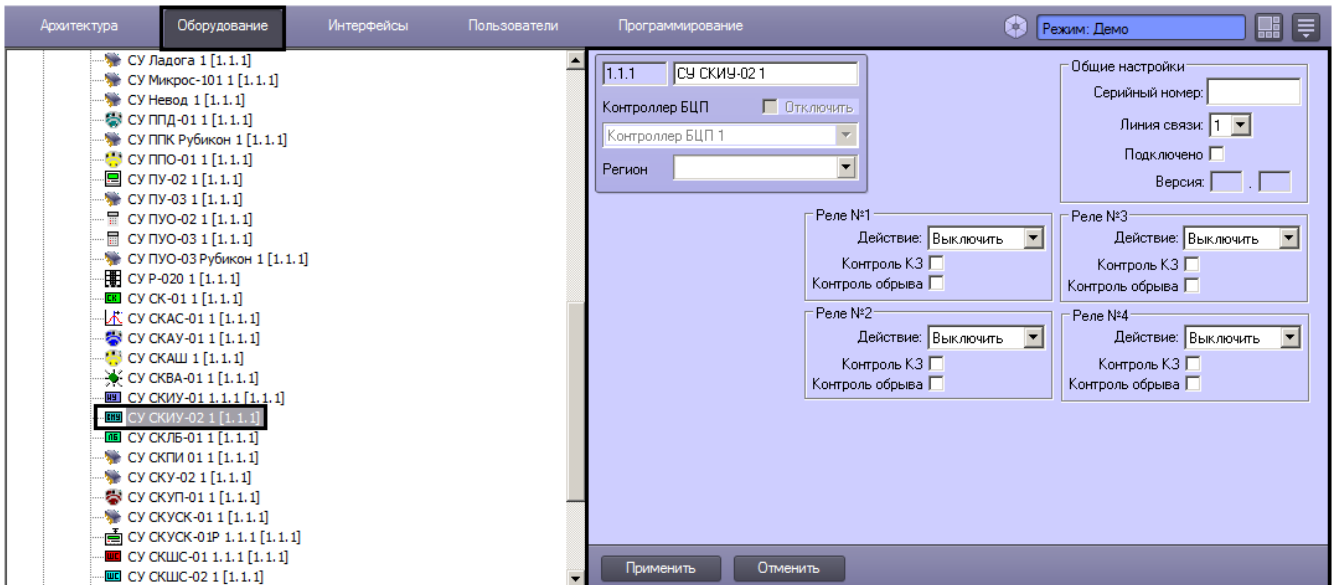 Архитектура Оборудование Интерфейсы Пользователи Программирование Режим: Демо
СУ Ладога 1 [1.1.1]
СУ Микрос-101 1 [1.1.1]
СУ Невод 1 [1.1.1]
СУ ППД-01 1 [1.1.1]
СУ ППК Рубикон 1 [1.1.1]
СУ ППО-01 1 [1.1.1]
СУ ПУ-02 1 [1.1.1]
СУ ПУ-03 1 [1.1.1]
СУ ПУО-02 1 [1.1.1]
СУ ПУО-03 1 [1.1.1]
СУ ПУО-03 Рубикон 1 [1.1.1]
СУ Р-020 1 [1.1.1]
СУ СК-01 1 [1.1.1]
СУ СКАС-01 1 [1.1.1]
СУ СКАУ-01 1 [1.1.1]
СУ СКАШ 1 [1.1.1]
СУ СКВА-01 1 [1.1.1]
СУ СКИУ-01 1.1.1 [1.1.1]
СУ СКИУ-02 1 [1.1.1]
СУ СКЛБ-01 1 [1.1.1]
СУ СКПИ 01 1 [1.1.1]
СУ СКУ-02 1 [1.1.1]
СУ СКУП-01 1 [1.1.1]
СУ СКУСК-01 1 [1.1.1]
СУ СКУСК-01Р 1.1.1 [1.1.1]
СУ СКШС-01 1.1.1 [1.1.1]
СУ СКШС-02 1 [1.1.1]
1.1.1 СУ СКИУ-02 1
Контроллер БЦП Отключить
Контроллер БЦП 1
Регион
Общие настройки
Серийный номер:
Линия связи: 1
Подключено
Версия: .
Реле №1
Действие: Выключить
Контроль КЗ
Контроль обрыва
Реле №3
Действие: Выключить
Контроль КЗ
Контроль обрыва
Реле №2
Действие: Выключить
Контроль КЗ
Контроль обрыва
Реле №4
Действие: Выключить
Контроль КЗ
Контроль обрыва
Применить Отменить